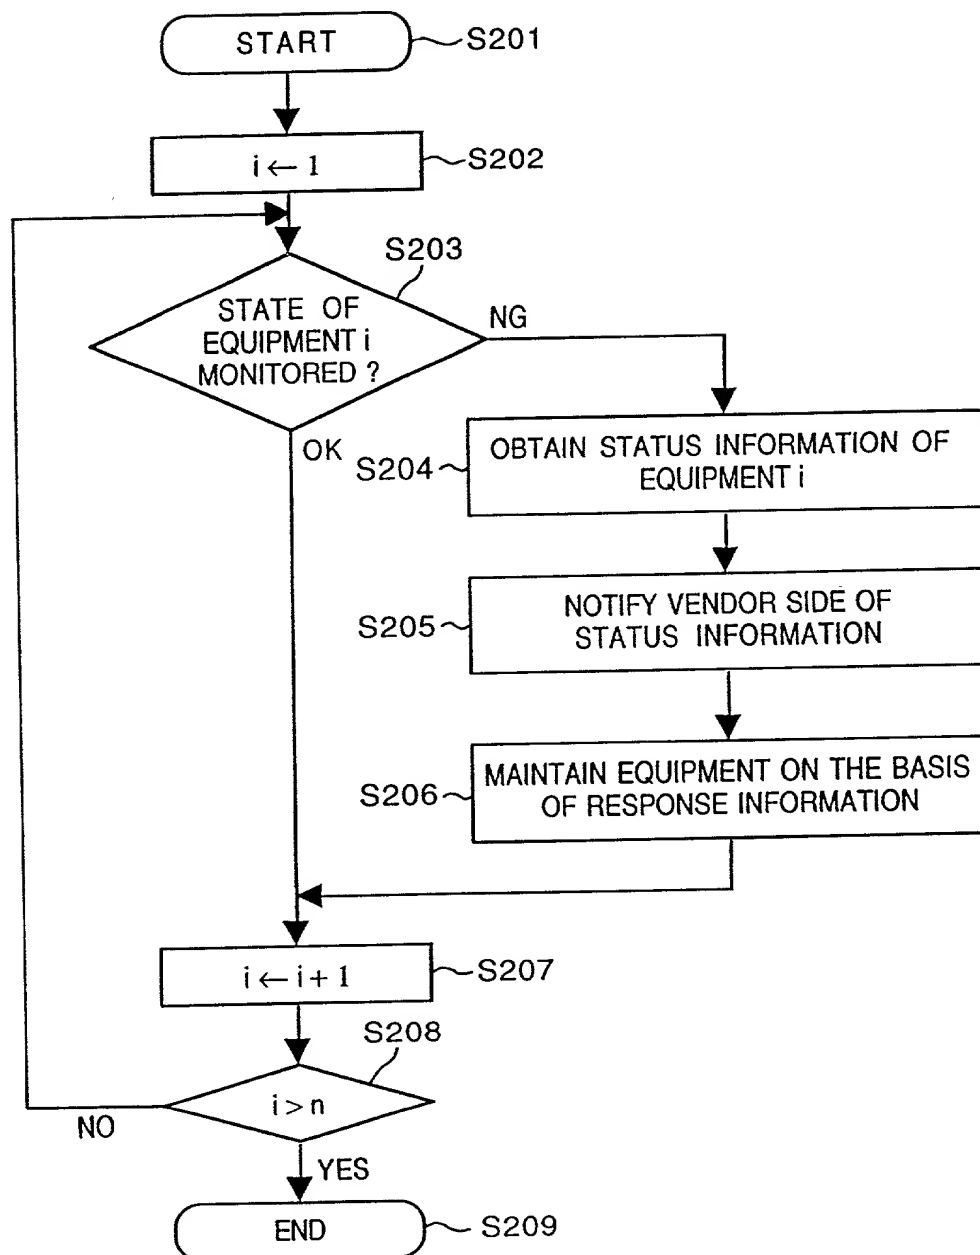 START
S201
i ← 1
S202
S203
STATE OF
EQUIPMENT i
MONITORED ?
NG
OK
S204
OBTAIN STATUS INFORMATION OF
EQUIPMENT i
S205
NOTIFY VENDOR SIDE OF
STATUS INFORMATION
S206
MAINTAIN EQUIPMENT ON THE BASIS
OF RESPONSE INFORMATION
i ← i + 1
S207
S208
i > n
NO
YES
END
S209